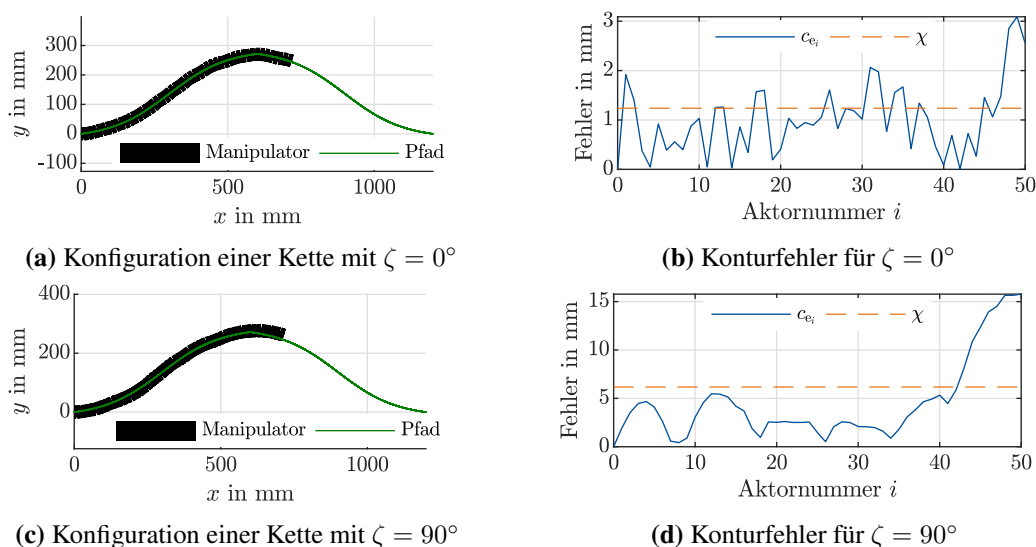 300
200
100
0
-100
y in mm
Manipulator
Pfad
0
500
1000
x in mm
(a) Konfiguration einer Kette mit ζ = 0°
3
2
1
0
Fehler in mm
c_{e_i}
χ
0
10
20
30
40
50
Aktornummer i
(b) Konturfehler für ζ = 0°
400
200
0
y in mm
Manipulator
Pfad
0
500
1000
x in mm
(c) Konfiguration einer Kette mit ζ = 90°
15
10
5
0
Fehler in mm
c_{e_i}
χ
0
10
20
30
40
50
Aktornummer i
(d) Konturfehler für ζ = 90°